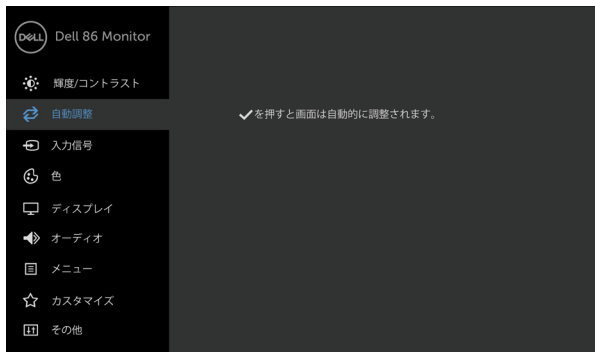 DELL Dell 86 Monitor
輝度/コントラスト
自動調整
✓を押すと画面は自動的に調整されます。
入力信号
色
ディスプレイ
オーディオ
メニュー
カスタマイズ
その他